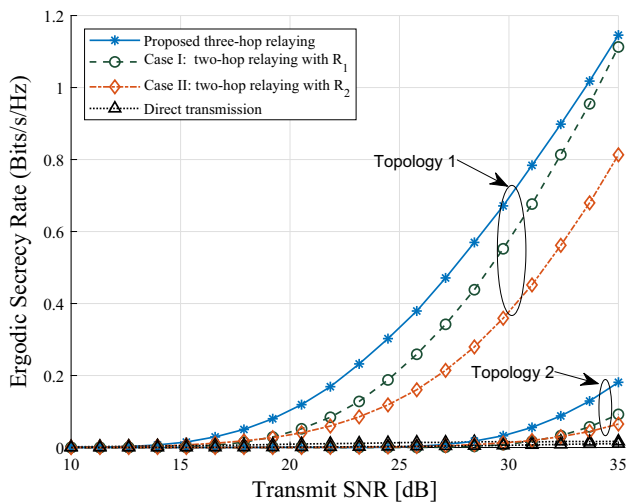 Ergodic Secrecy Rate (Bits/s/Hz)
1.2
1
0.8
0.6
0.4
0.2
0
Proposed three-hop relaying
Case I: two-hop relaying with R1
Case II: two-hop relaying with R2
Direct transmission
Topology 1
Topology 2
10 15 20 25 30 35
Transmit SNR [dB]